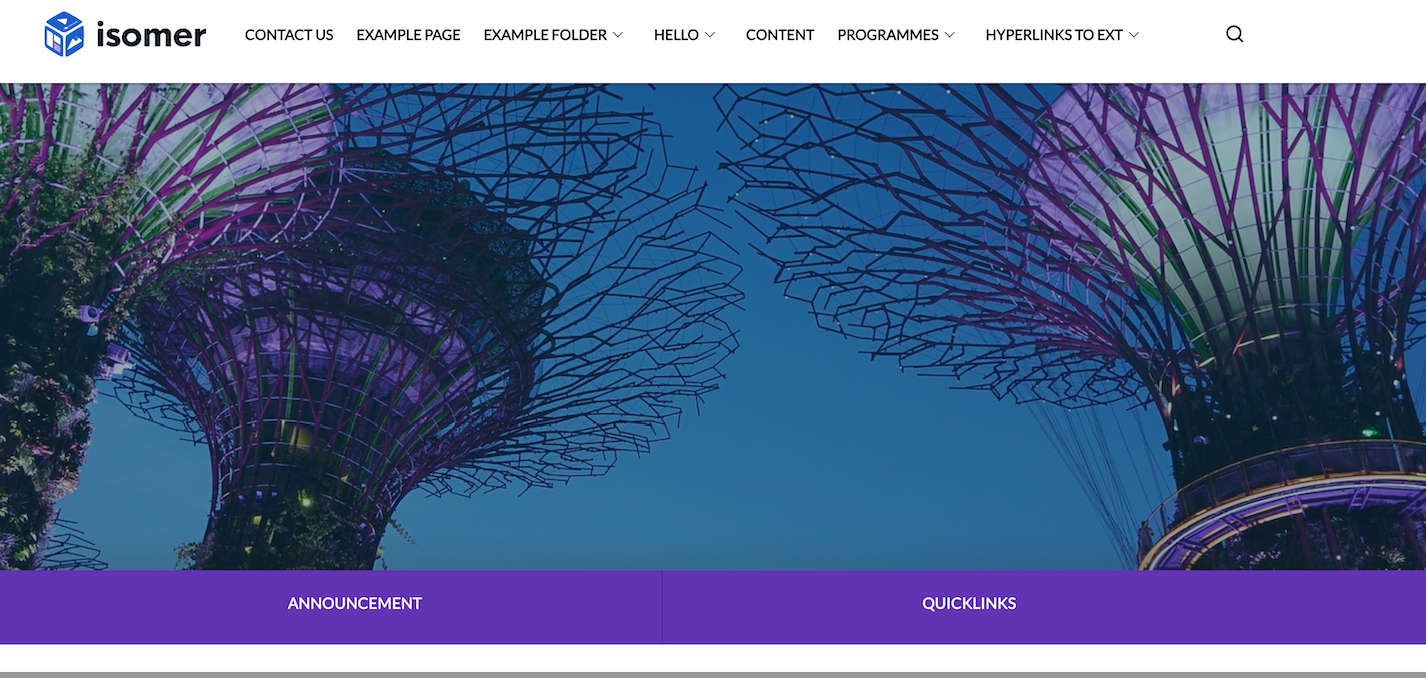 isomer
CONTACT US EXAMPLE PAGE EXAMPLE FOLDER HELLO CONTENT PROGRAMMES HYPERLINKS TO EXT
ANNOUNCEMENT QUICKLINKS